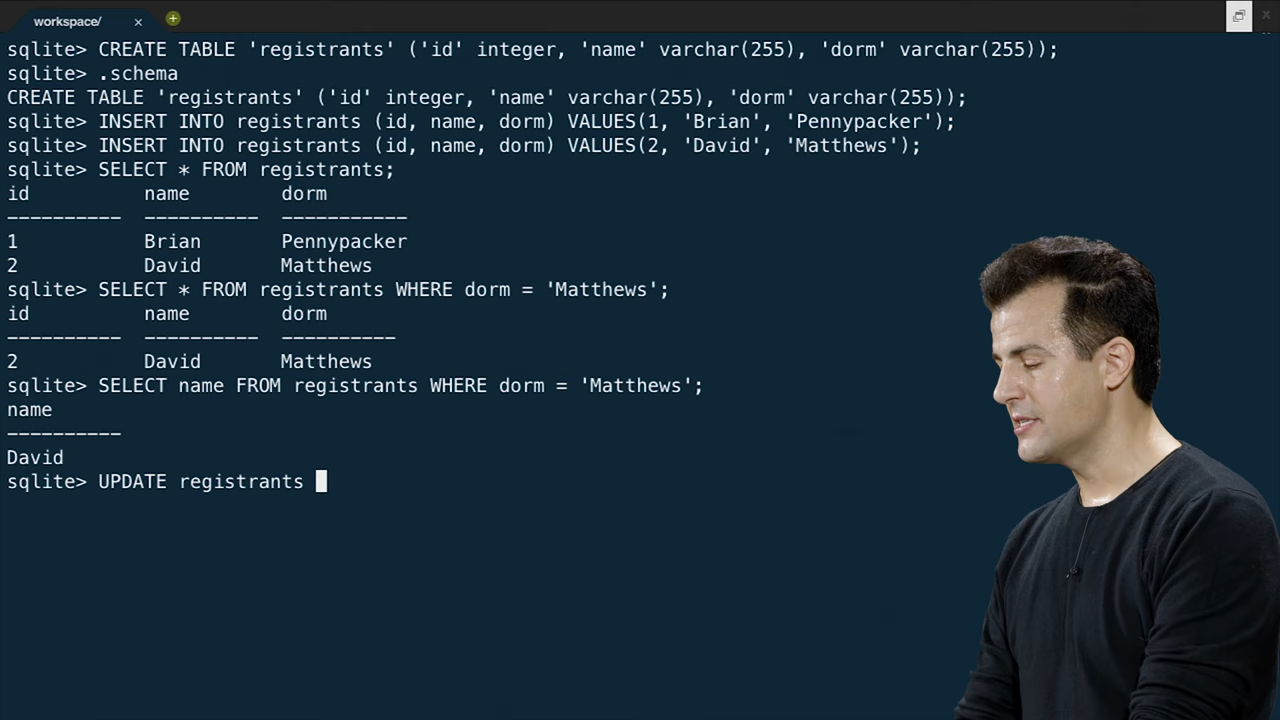 workspace/
sqlite> CREATE TABLE 'registrants' ('id' integer, 'name' varchar(255), 'dorm' varchar(255));
sqlite> .schema
CREATE TABLE 'registrants' ('id' integer, 'name' varchar(255), 'dorm' varchar(255));
sqlite> INSERT INTO registrants (id, name, dorm) VALUES(1, 'Brian', 'Pennypacker');
sqlite> INSERT INTO registrants (id, name, dorm) VALUES(2, 'David', 'Matthews');
sqlite> SELECT * FROM registrants;
id          name        dorm
----------  ----------  -----------
1           Brian       Pennypacker
2           David       Matthews
sqlite> SELECT * FROM registrants WHERE dorm = 'Matthews';
id          name        dorm
----------  ----------  ----------
2           David       Matthews
sqlite> SELECT name FROM registrants WHERE dorm = 'Matthews';
name
----------
David
sqlite> UPDATE registrants